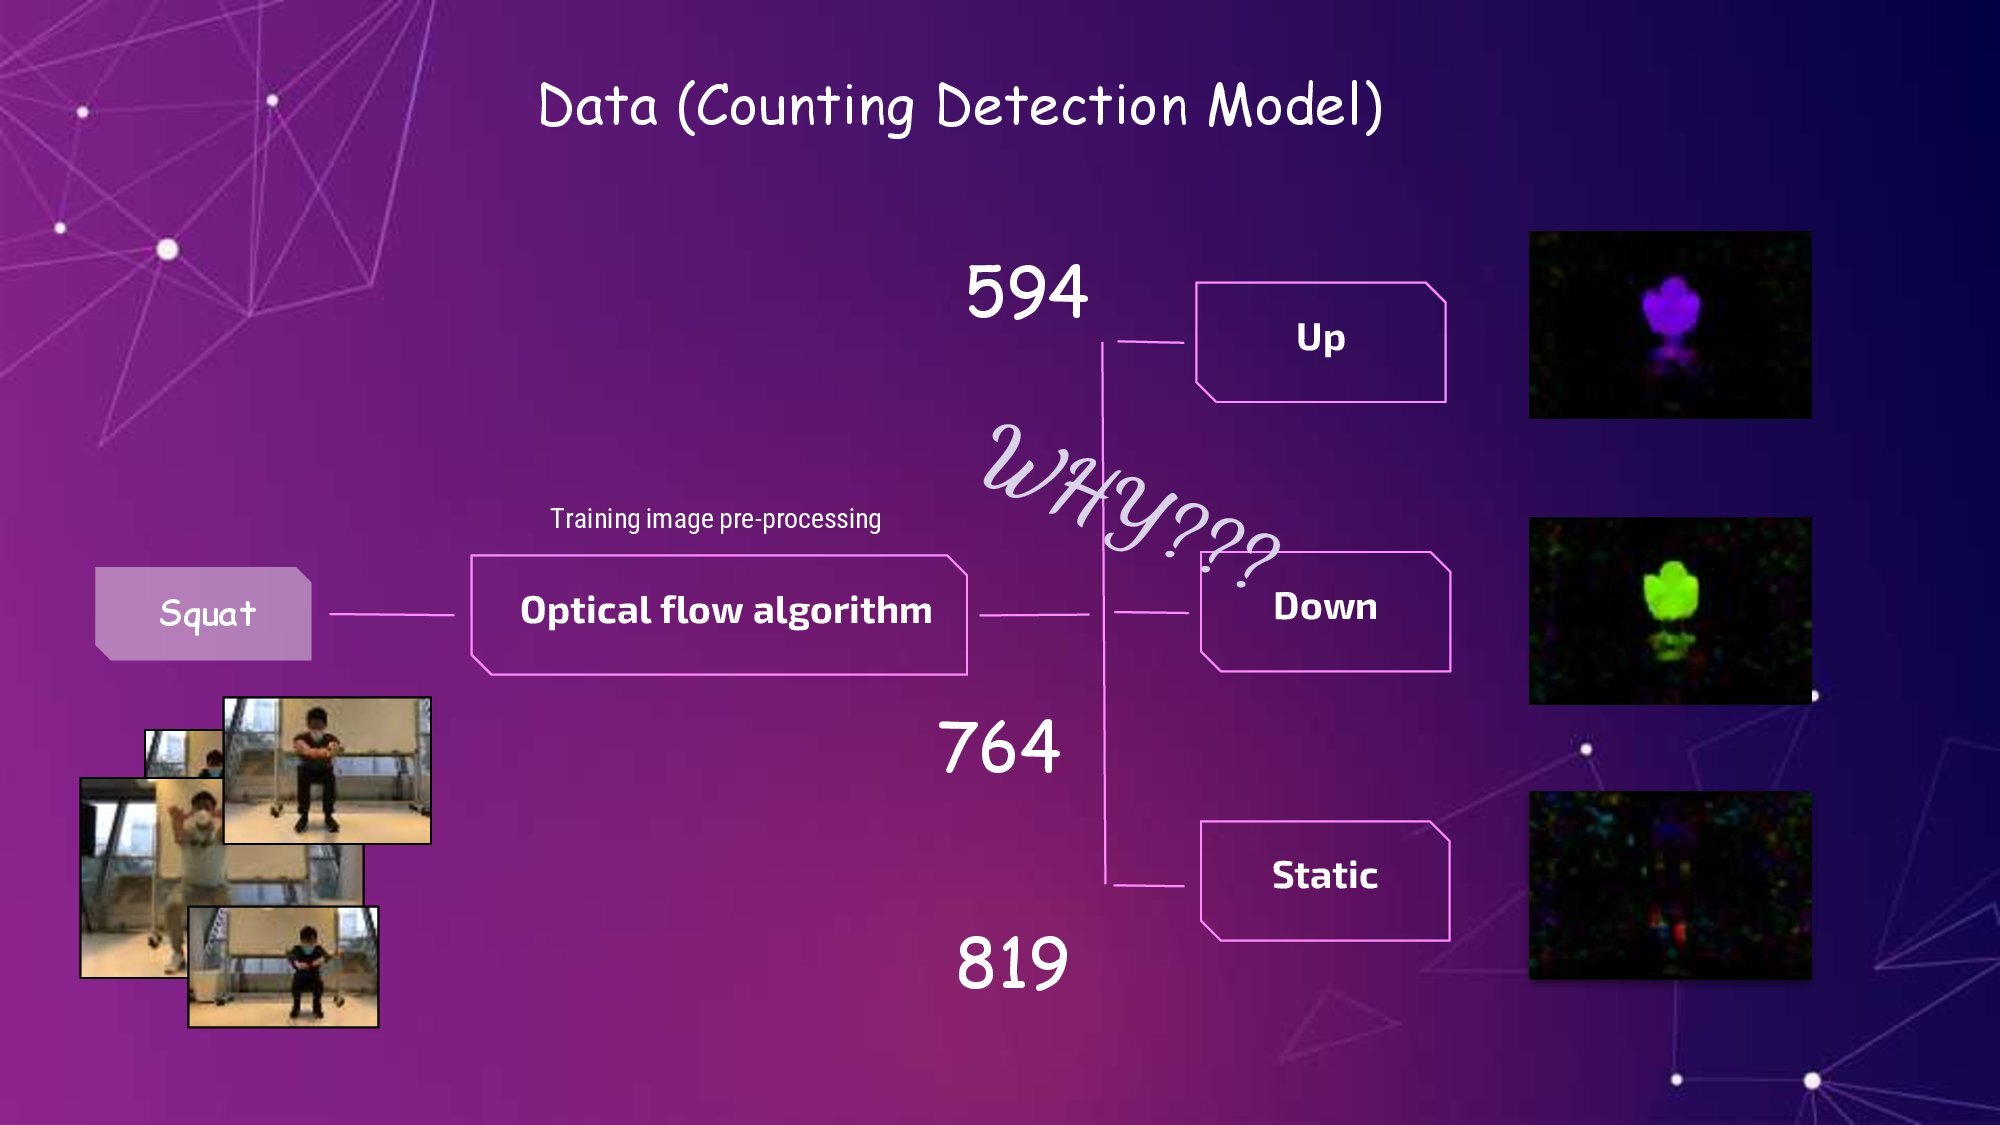 Data (Counting Detection Model)
594
Up
WHY???
Training image pre-processing
Squat
Optical flow algorithm
Down
764
Static
819